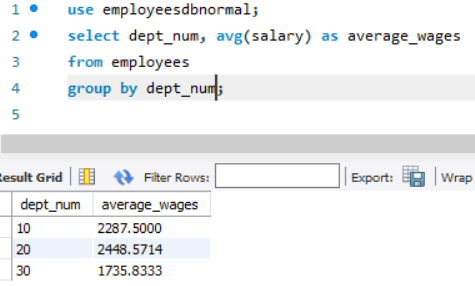 1 use employeesdbnormal;
2 select dept_num, avg(salary) as average_wages
3 from employees
4 group by dept_num;
5
Result Grid Filter Rows: Export: Wrap
dept_num average_wages
10 2287.5000
20 2448.5714
30 1735.8333